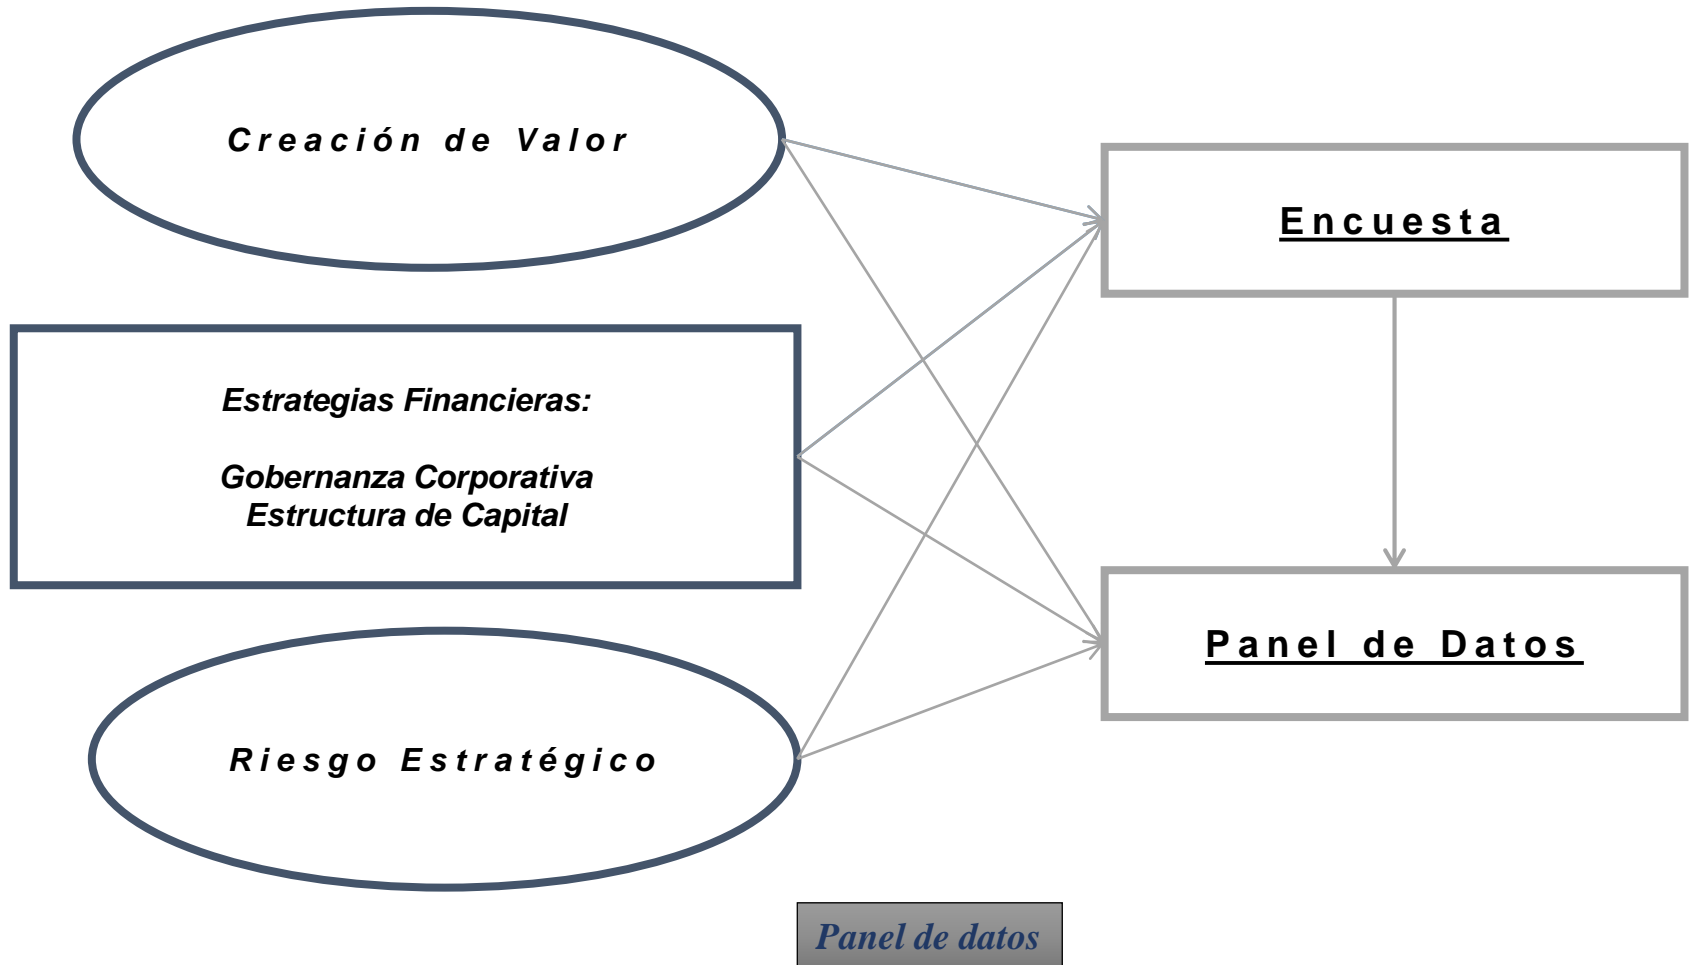 Creación de Valor
Encuesta
Estrategias Financieras:
Gobernanza Corporativa
Estructura de Capital
Panel de Datos
Riesgo Estratégico
Panel de datos